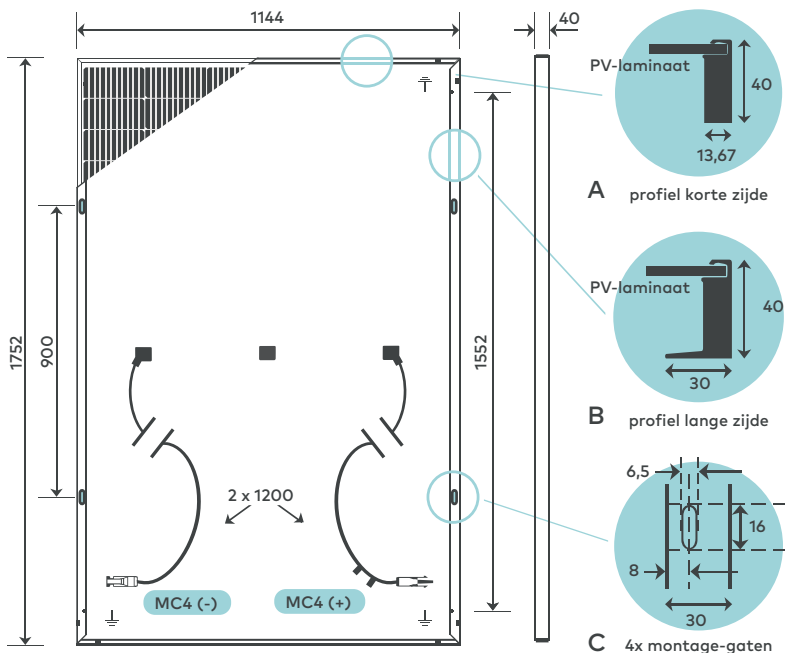 1144
40
PV-laminaat
40
13,67
A profiel korte zijde
1752
900
1552
PV-laminaat
40
30
B profiel lange zijde
2 x 1200
MC4 (-)
MC4 (+)
6,5
16
8
30
C 4x montage-gaten